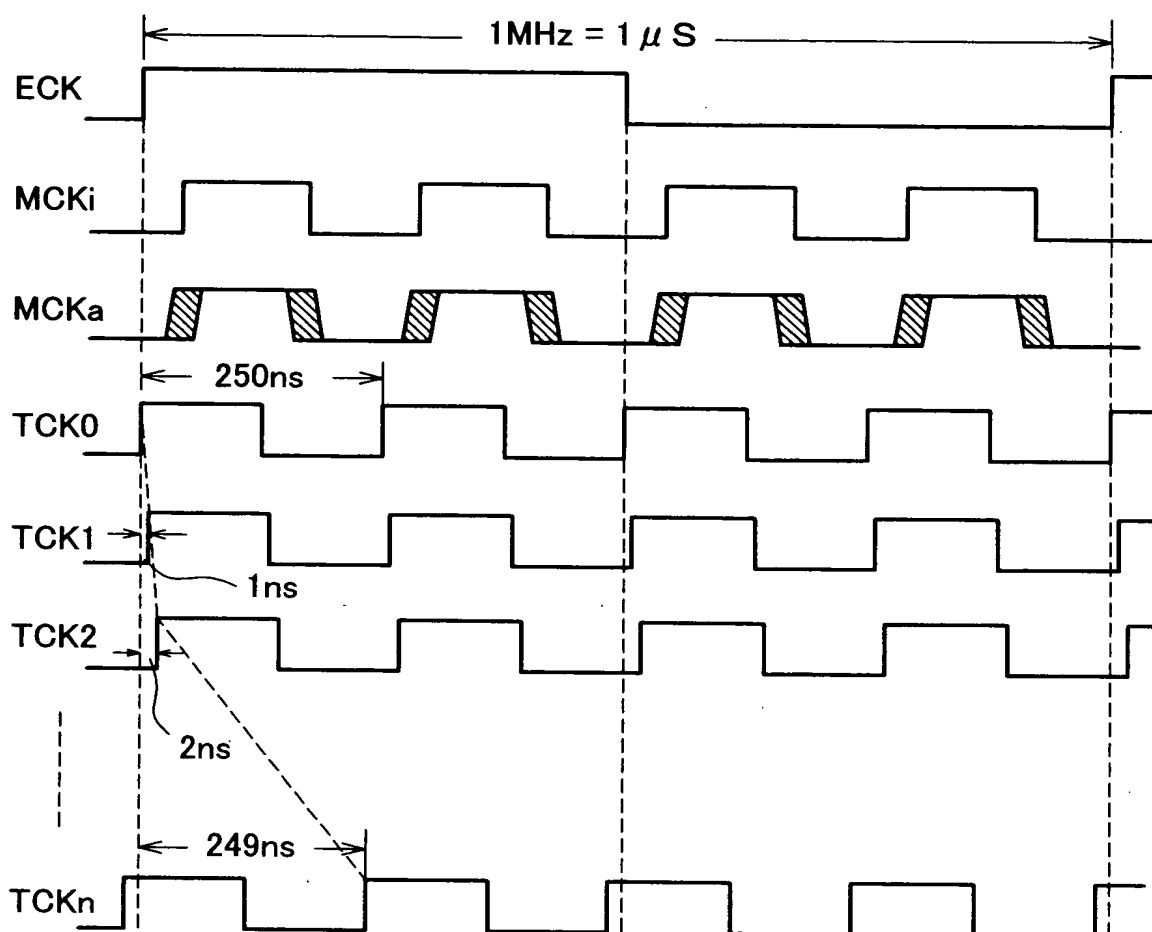 1MHz = 1 μ S
ECK
MCKi
MCKa
250ns
TCK0
TCK1
1ns
TCK2
2ns
249ns
TCKn